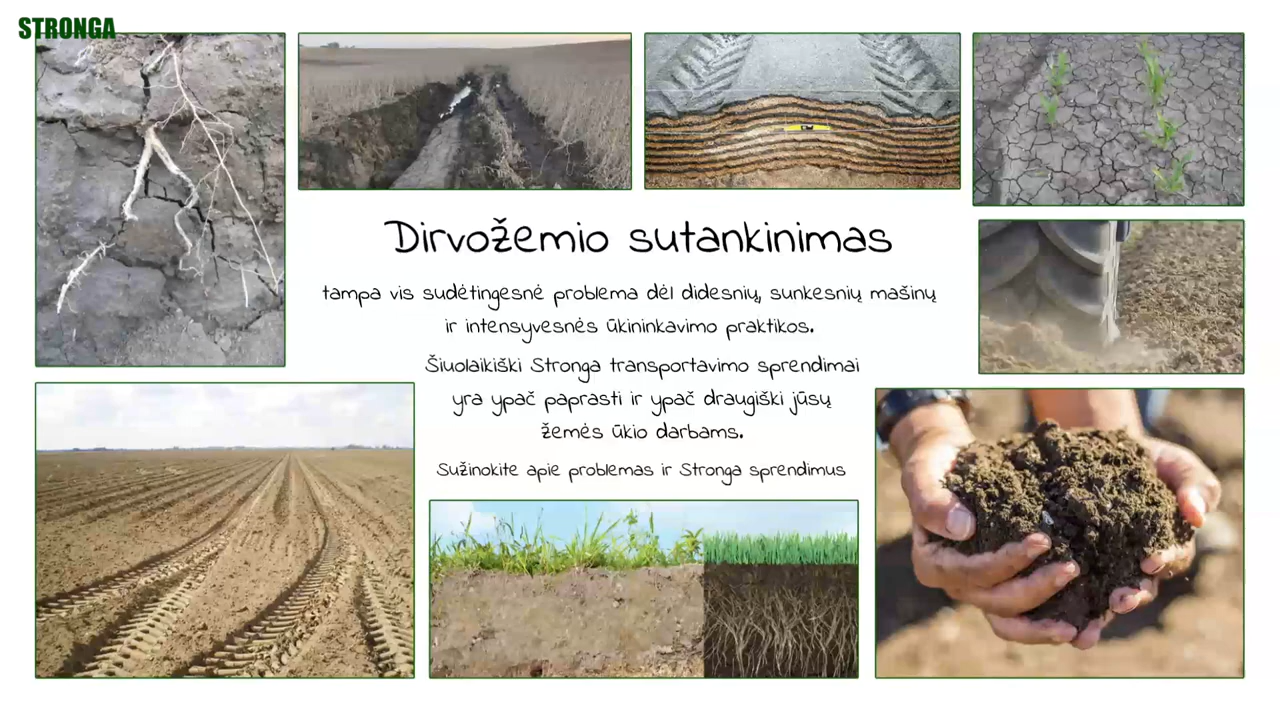 STRONGA
Dirvožemio sutankinimas
tampa vis sudėtingesnė problema dėl didesnių, sunkesnių mašinų
ir intensyvesnės ūkininkavimo praktikos.
Šiuolaikiški Stronga transportavimo sprendimai
yra ypač paprasti ir ypač draugiški jūsų
žemės ūkio darbams.
Sužinokite apie problemas ir Stronga sprendimus